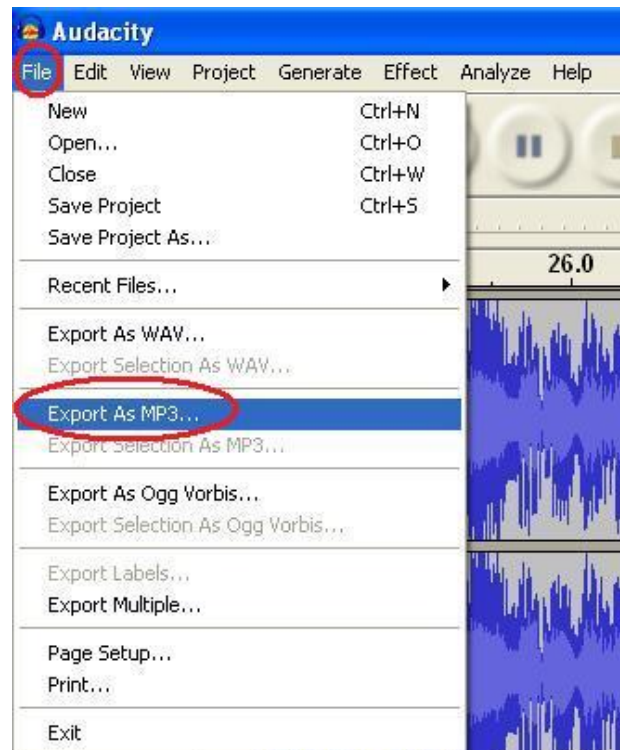 Audacity
File Edit View Project Generate Effect Analyze Help
New Ctrl+N
Open... Ctrl+O
Close Ctrl+W
Save Project Ctrl+S
Save Project As...
26.0
Recent Files...
Export As WAV...
Export Selection As WAV...
Export As MP3...
Export Selection As MP3...
Export As Ogg Vorbis...
Export Selection As Ogg Vorbis...
Export Labels...
Export Multiple...
Page Setup...
Print...
Exit